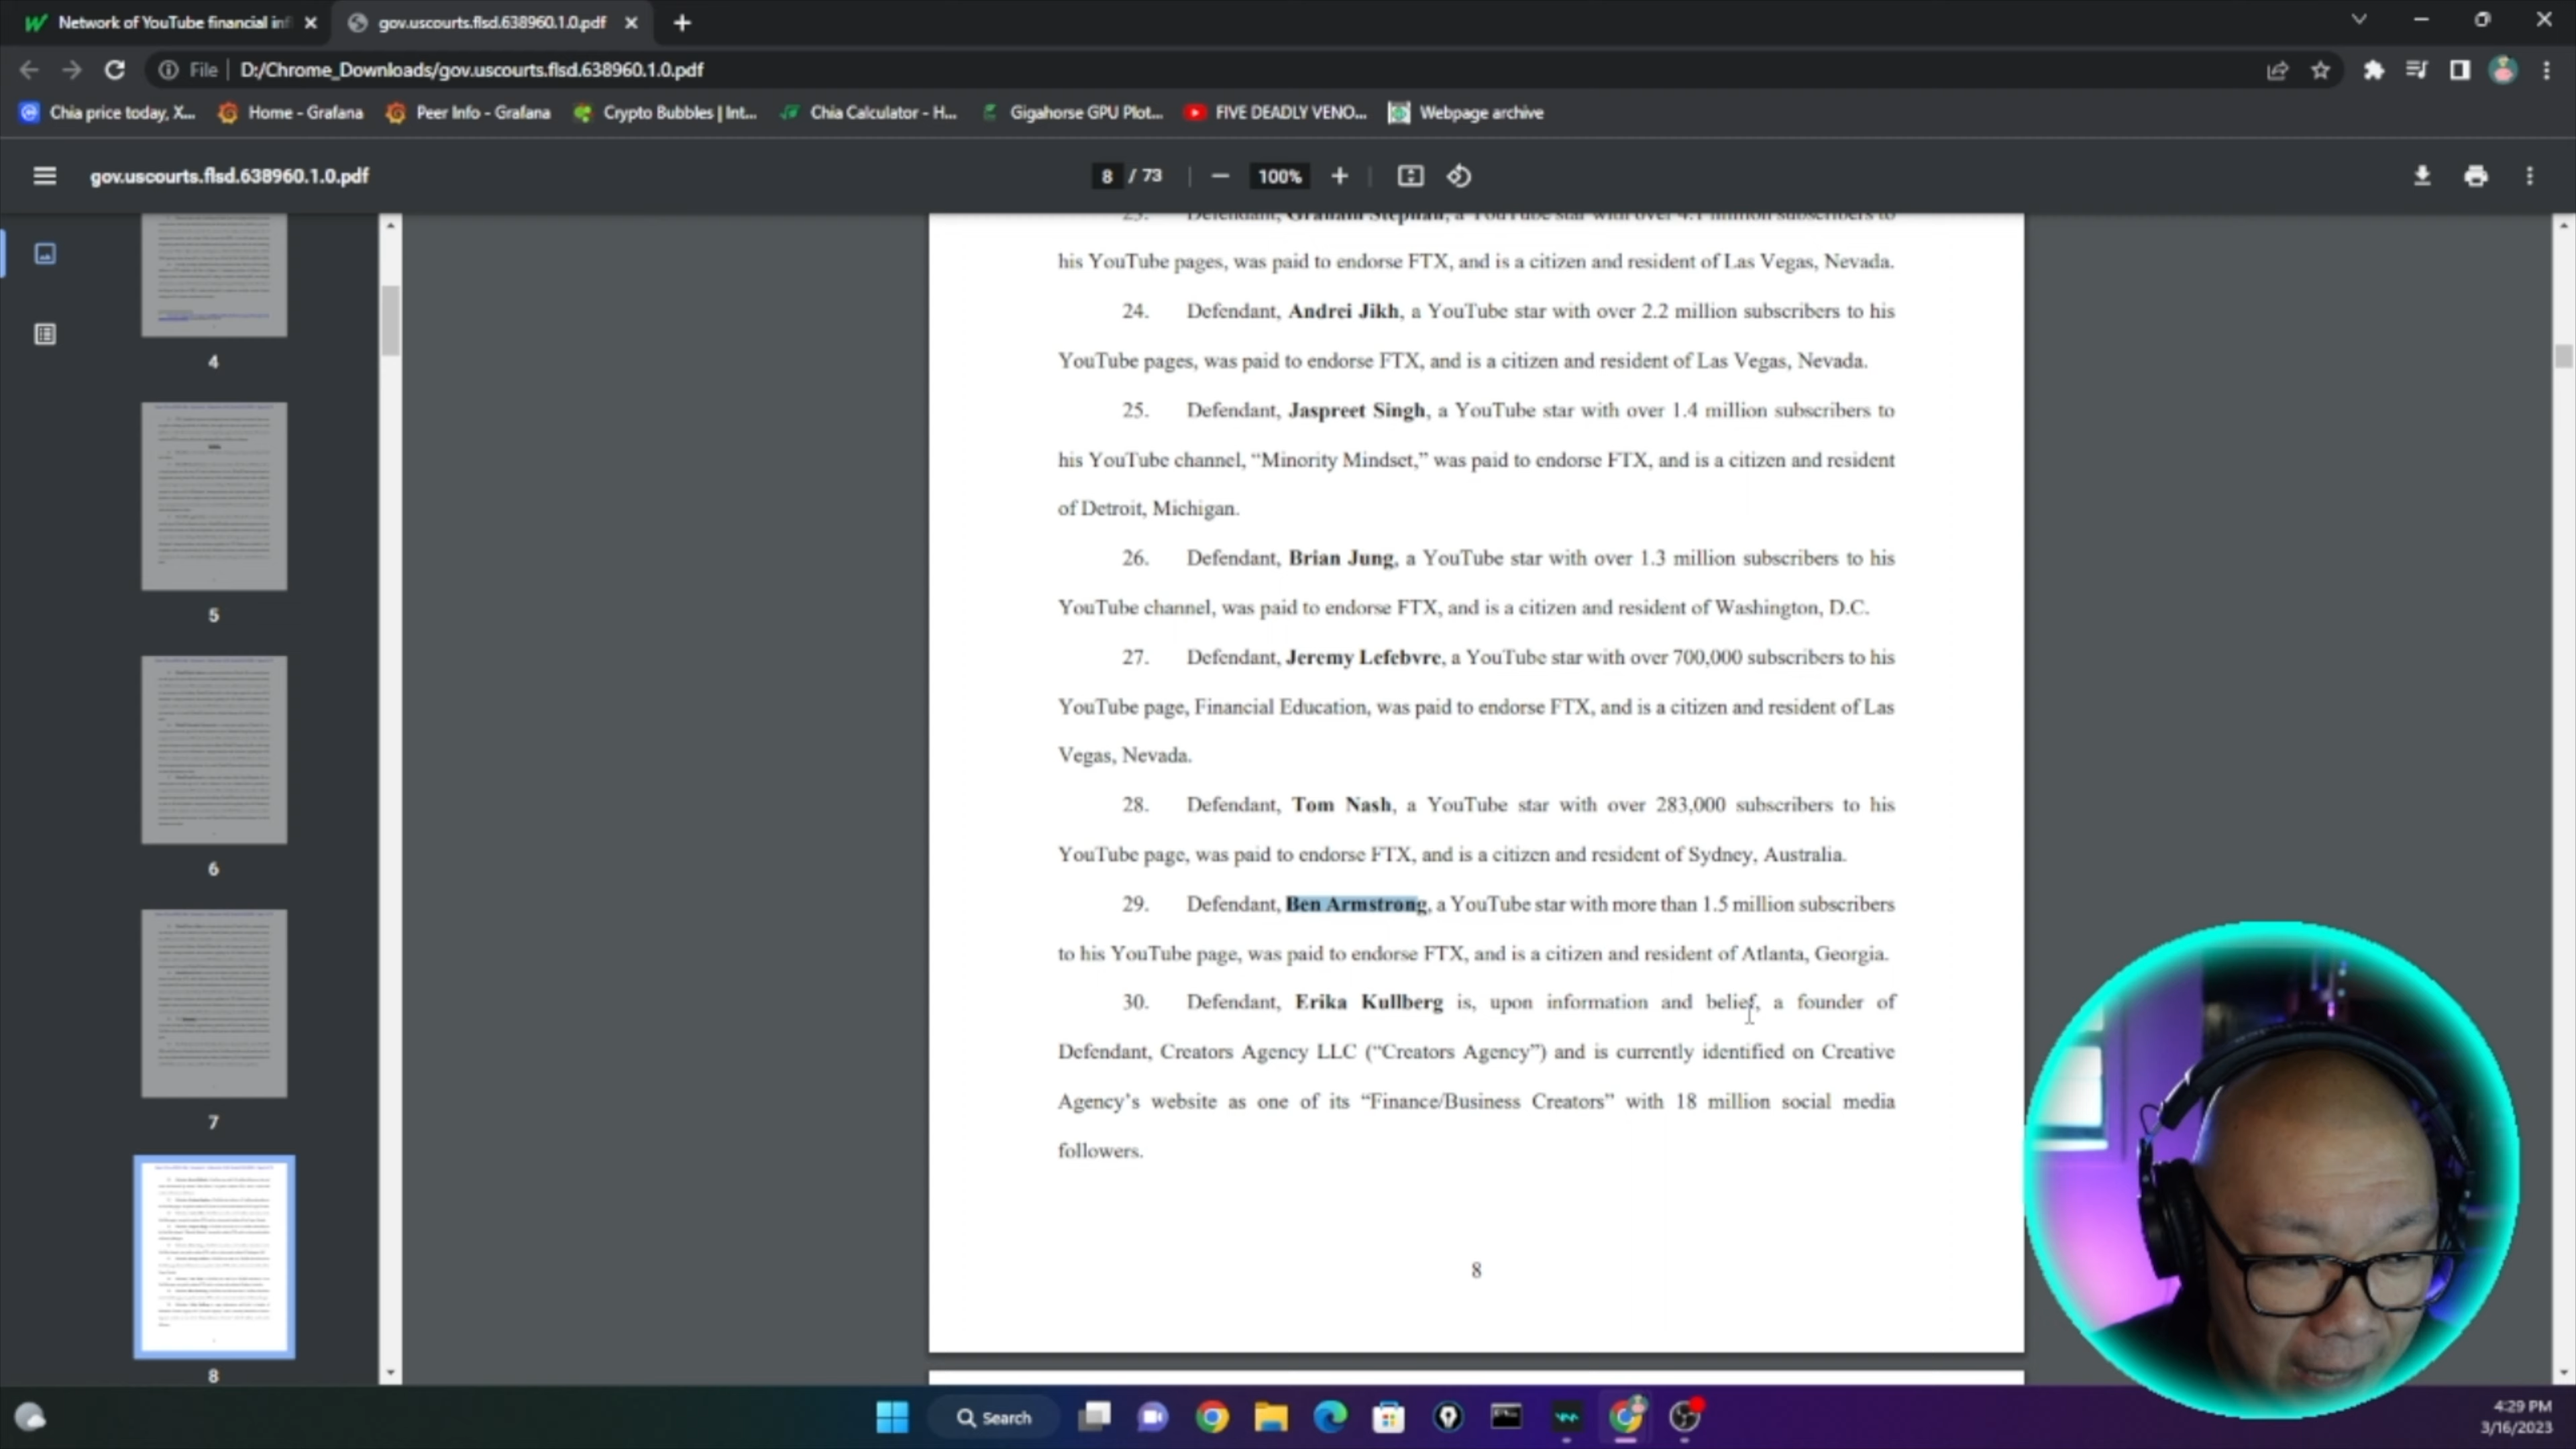 Network of YouTube financial inf
gov.uscourts.flsd.638960.1.0.pdf
File
D:/Chrome_Downloads/gov.uscourts.flsd.638960.1.0.pdf
Chia price today, X...
Home - Grafana
Peer Info - Grafana
Crypto Bubbles | Int...
Chia Calculator - H...
Gigahorse GPU Plot...
FIVE DEADLY VENO...
Webpage archive
gov.uscourts.flsd.638960.1.0.pdf
8 / 73
100%
4
5
6
7
8
23. Defendant, Graham Stephan, a YouTube star with over 4.1 million subscribers to
his YouTube pages, was paid to endorse FTX, and is a citizen and resident of Las Vegas, Nevada.
24. Defendant, Andrei Jikh, a YouTube star with over 2.2 million subscribers to his
YouTube pages, was paid to endorse FTX, and is a citizen and resident of Las Vegas, Nevada.
25. Defendant, Jaspreet Singh, a YouTube star with over 1.4 million subscribers to
his YouTube channel, “Minority Mindset,” was paid to endorse FTX, and is a citizen and resident
of Detroit, Michigan.
26. Defendant, Brian Jung, a YouTube star with over 1.3 million subscribers to his
YouTube channel, was paid to endorse FTX, and is a citizen and resident of Washington, D.C.
27. Defendant, Jeremy Lefebvre, a YouTube star with over 700,000 subscribers to his
YouTube page, Financial Education, was paid to endorse FTX, and is a citizen and resident of Las
Vegas, Nevada.
28. Defendant, Tom Nash, a YouTube star with over 283,000 subscribers to his
YouTube page, was paid to endorse FTX, and is a citizen and resident of Sydney, Australia.
29. Defendant, Ben Armstrong, a YouTube star with more than 1.5 million subscribers
to his YouTube page, was paid to endorse FTX, and is a citizen and resident of Atlanta, Georgia.
30. Defendant, Erika Kullberg is, upon information and belief, a founder of
Defendant, Creators Agency LLC (“Creators Agency”) and is currently identified on Creative
Agency’s website as one of its “Finance/Business Creators” with 18 million social media
followers.
8
Search
4:29 PM
3/16/2023